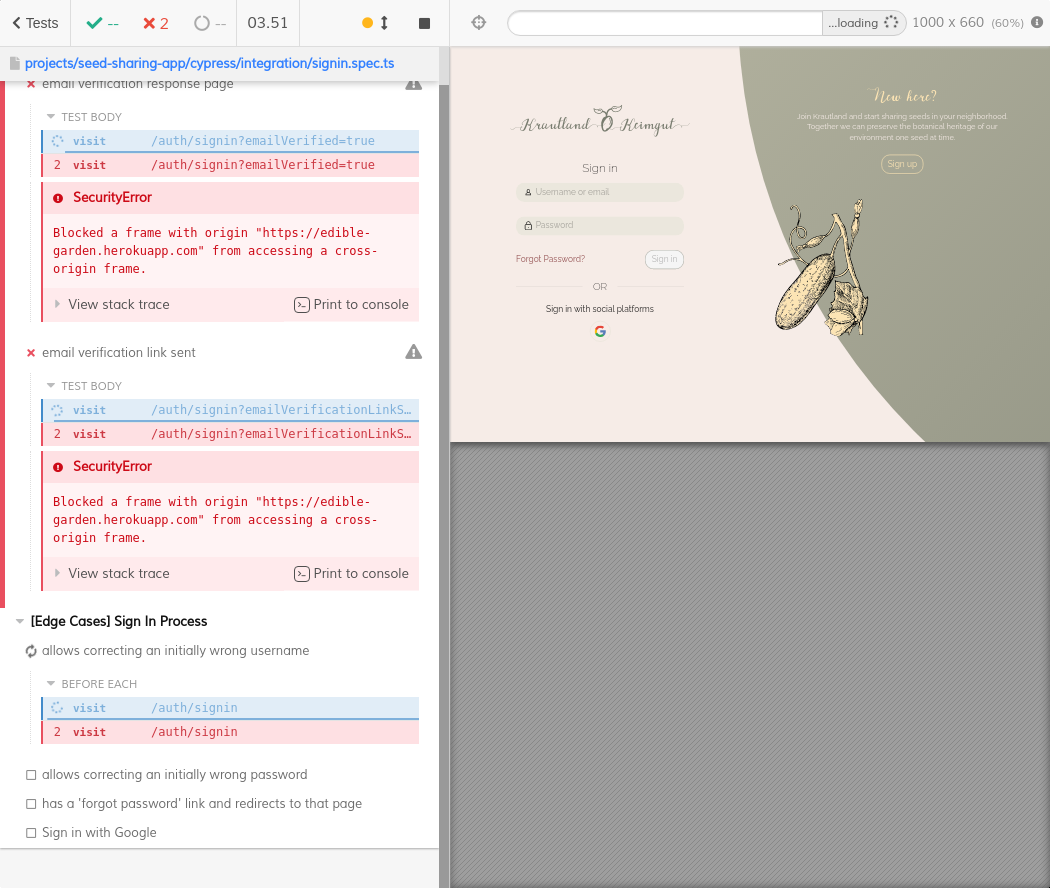 Tests
--
2
--
03.51
...loading
1000 x 660 (60%)
projects/seed-sharing-app/cypress/integration/signin.spec.ts
email verification response page
TEST BODY
visit /auth/signin?emailVerified=true
2 visit /auth/signin?emailVerified=true
SecurityError
Blocked a frame with origin "https://edible-
garden.herokuapp.com" from accessing a cross-
origin frame.
View stack trace
Print to console
email verification link sent
TEST BODY
visit /auth/signin?emailVerificationLinkS…
2 visit /auth/signin?emailVerificationLinkS…
SecurityError
Blocked a frame with origin "https://edible-
garden.herokuapp.com" from accessing a cross-
origin frame.
View stack trace
Print to console
[Edge Cases] Sign In Process
allows correcting an initially wrong username
BEFORE EACH
visit /auth/signin
2 visit /auth/signin
allows correcting an initially wrong password
has a 'forgot password' link and redirects to that page
Sign in with Google
Krautland Keimgut
Sign in
Username or email
Password
Forgot Password?
Sign in
OR
Sign in with social platforms
New here?
Join Krautland and start sharing seeds in your neighborhood.
Together we can preserve the botanical heritage of our
environment one seed at time.
Sign up